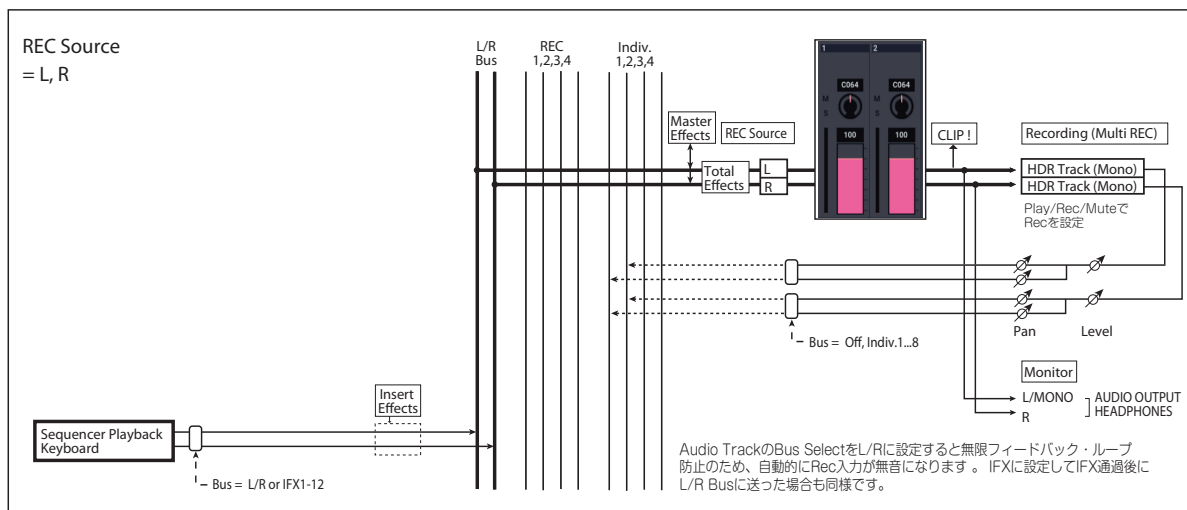 REC Source
= L, R
L/R
Bus
REC
1,2,3,4
Indiv.
1,2,3,4
Master
Effects
REC Source
Total
Effects
L
R
1
2
C064
C064
M
S
M
S
100
100
CLIP !
Recording (Multi REC)
HDR Track (Mono)
HDR Track (Mono)
Play/Rec/Muteで
Recを設定
Pan
Level
Bus = Off, Indiv.1...8
Monitor
L/MONO
R
AUDIO OUTPUT
HEADPHONES
Insert
Effects
Sequencer Playback
Keyboard
Bus = L/R or IFX1-12
Audio TrackのBus SelectをL/Rに設定すると無限フィードバック・ループ
防止のため、自動的にRec入力が無音になります 。 IFXに設定してIFX通過後に
L/R Busに送った場合も同様です。